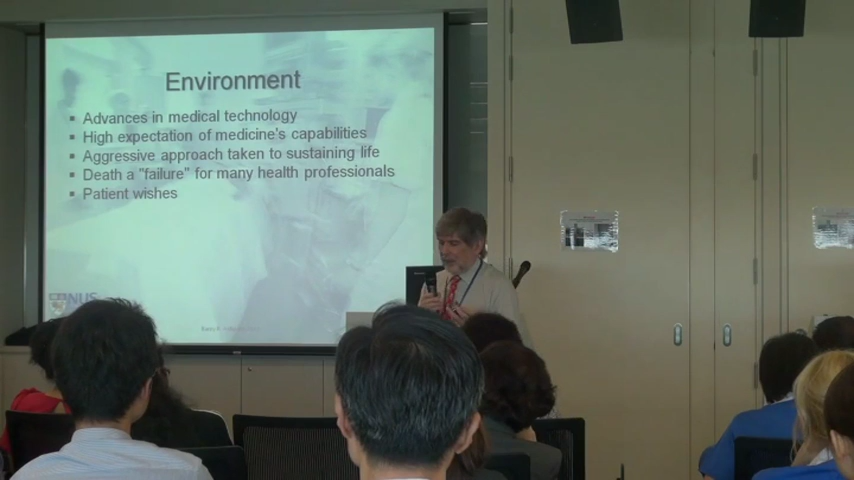 Environment
Advances in medical technology
High expectation of medicine's capabilities
Aggressive approach taken to sustaining life
Death a "failure" for many health professionals
Patient wishes
NUS